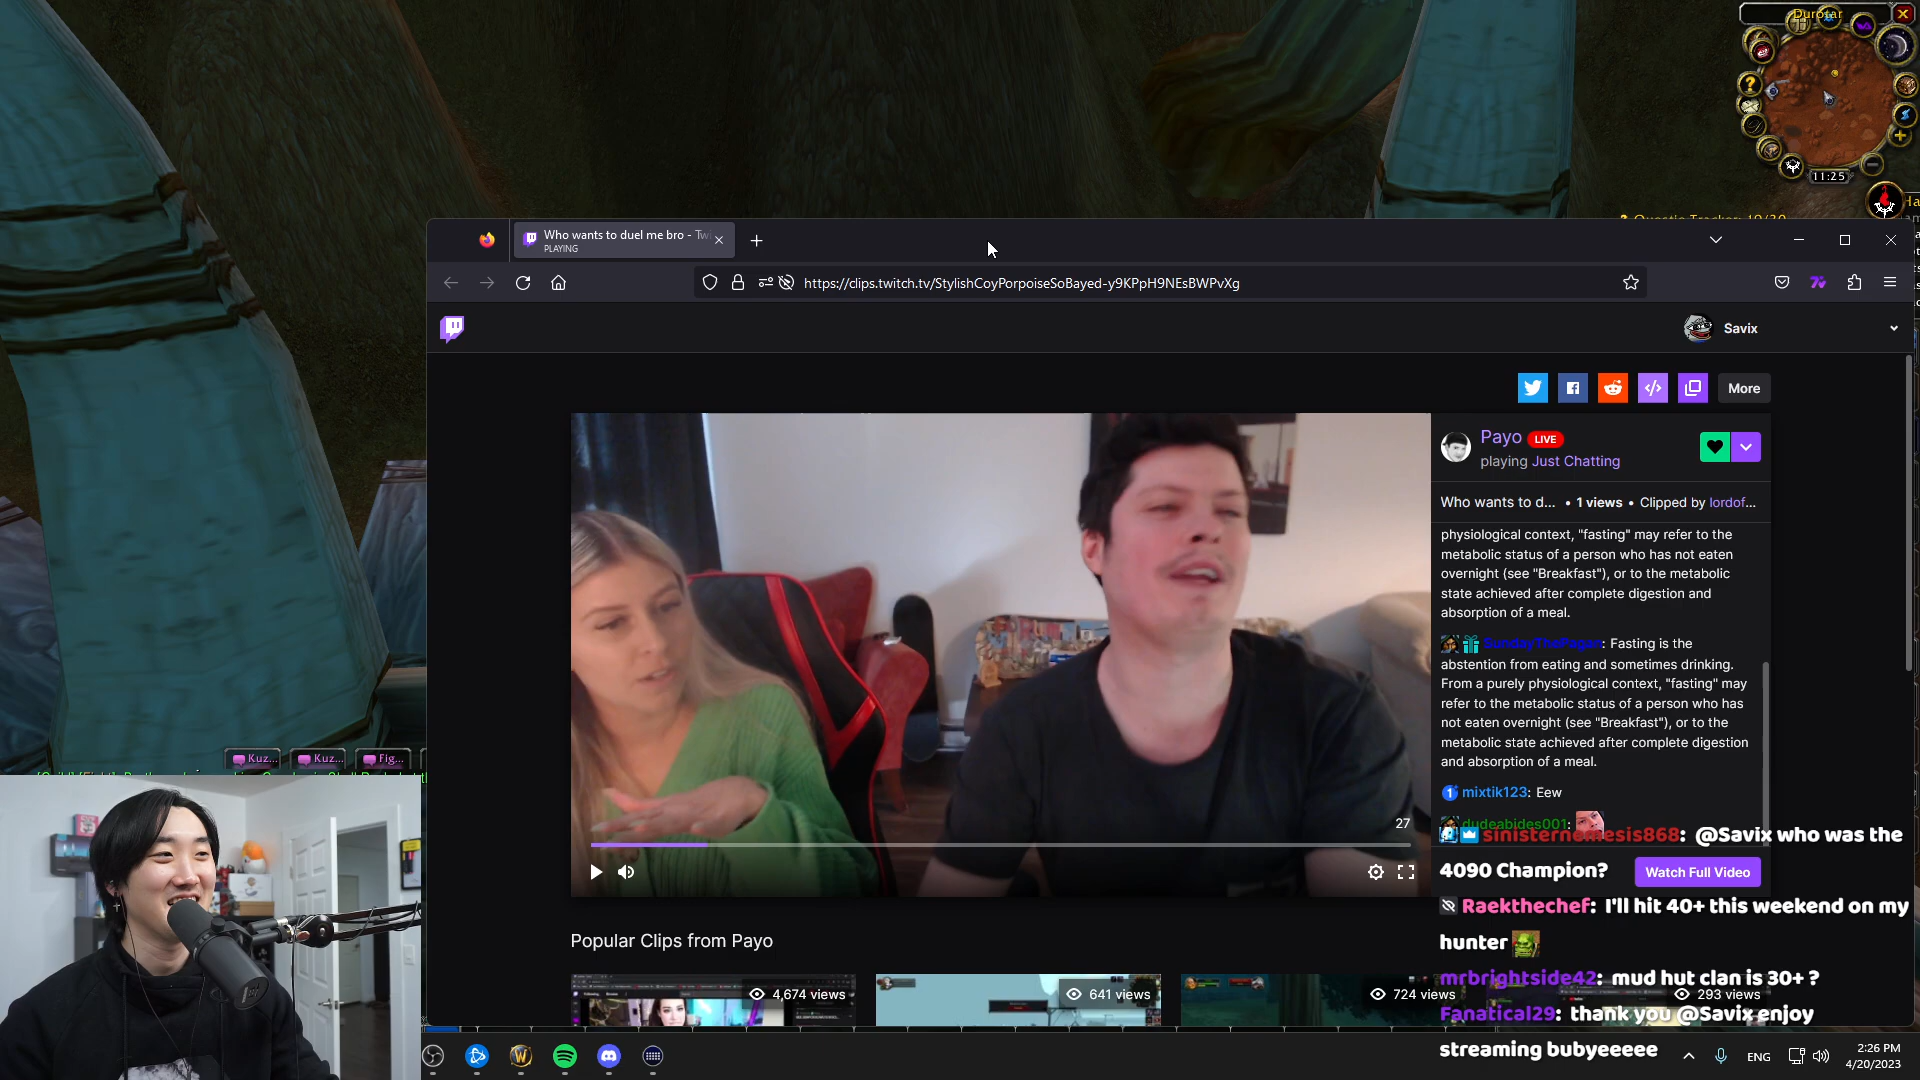 Durotar
11:25
Who wants to duel me bro - Twi
PLAYING
https://clips.twitch.tv/StylishCoyPorpoiseSoBayed-y9KPpH9NEsBWPvXg
Savix
More
Payo LIVE
playing Just Chatting
Who wants to d... • 1 views • Clipped by lordof...
physiological context, "fasting" may refer to the
metabolic status of a person who has not eaten
overnight (see "Breakfast"), or to the metabolic
state achieved after complete digestion and
absorption of a meal.
SundayThePagan: Fasting is the
abstention from eating and sometimes drinking.
From a purely physiological context, "fasting" may
refer to the metabolic status of a person who has
not eaten overnight (see "Breakfast"), or to the
metabolic state achieved after complete digestion
and absorption of a meal.
mixtik123: Eew
dudeabides001:
27
Watch Full Video
Kuz...
Kuz...
Fig...
sinisternemesis868: @Savix who was the
4090 Champion?
Raekthechef: I'll hit 40+ this weekend on my
hunter
mrbrightside42: mud hut clan is 30+ ?
Fanatical29: thank you @Savix enjoy
streaming bubyeeeee
Popular Clips from Payo
4,674 views
641 views
724 views
293 views
ENG
2:26 PM
4/20/2023